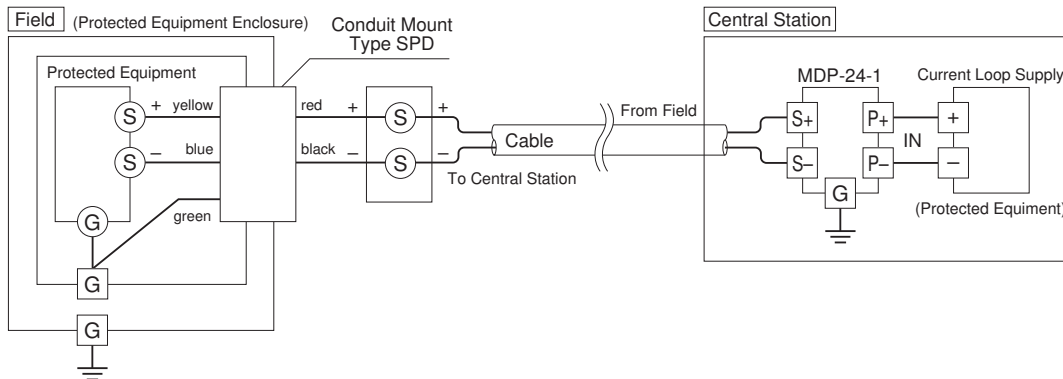 Field (Protected Equipment Enclosure)
Conduit Mount
Type SPD
Central Station
Protected Equipment
MDP-24-1
Current Loop Supply
S + yellow
red + S +
From Field
S+
P+
+
Cable
IN
S – blue
black – S –
S–
P–
–
To Central Station
G
G
green
(Protected Equiment)
G
G